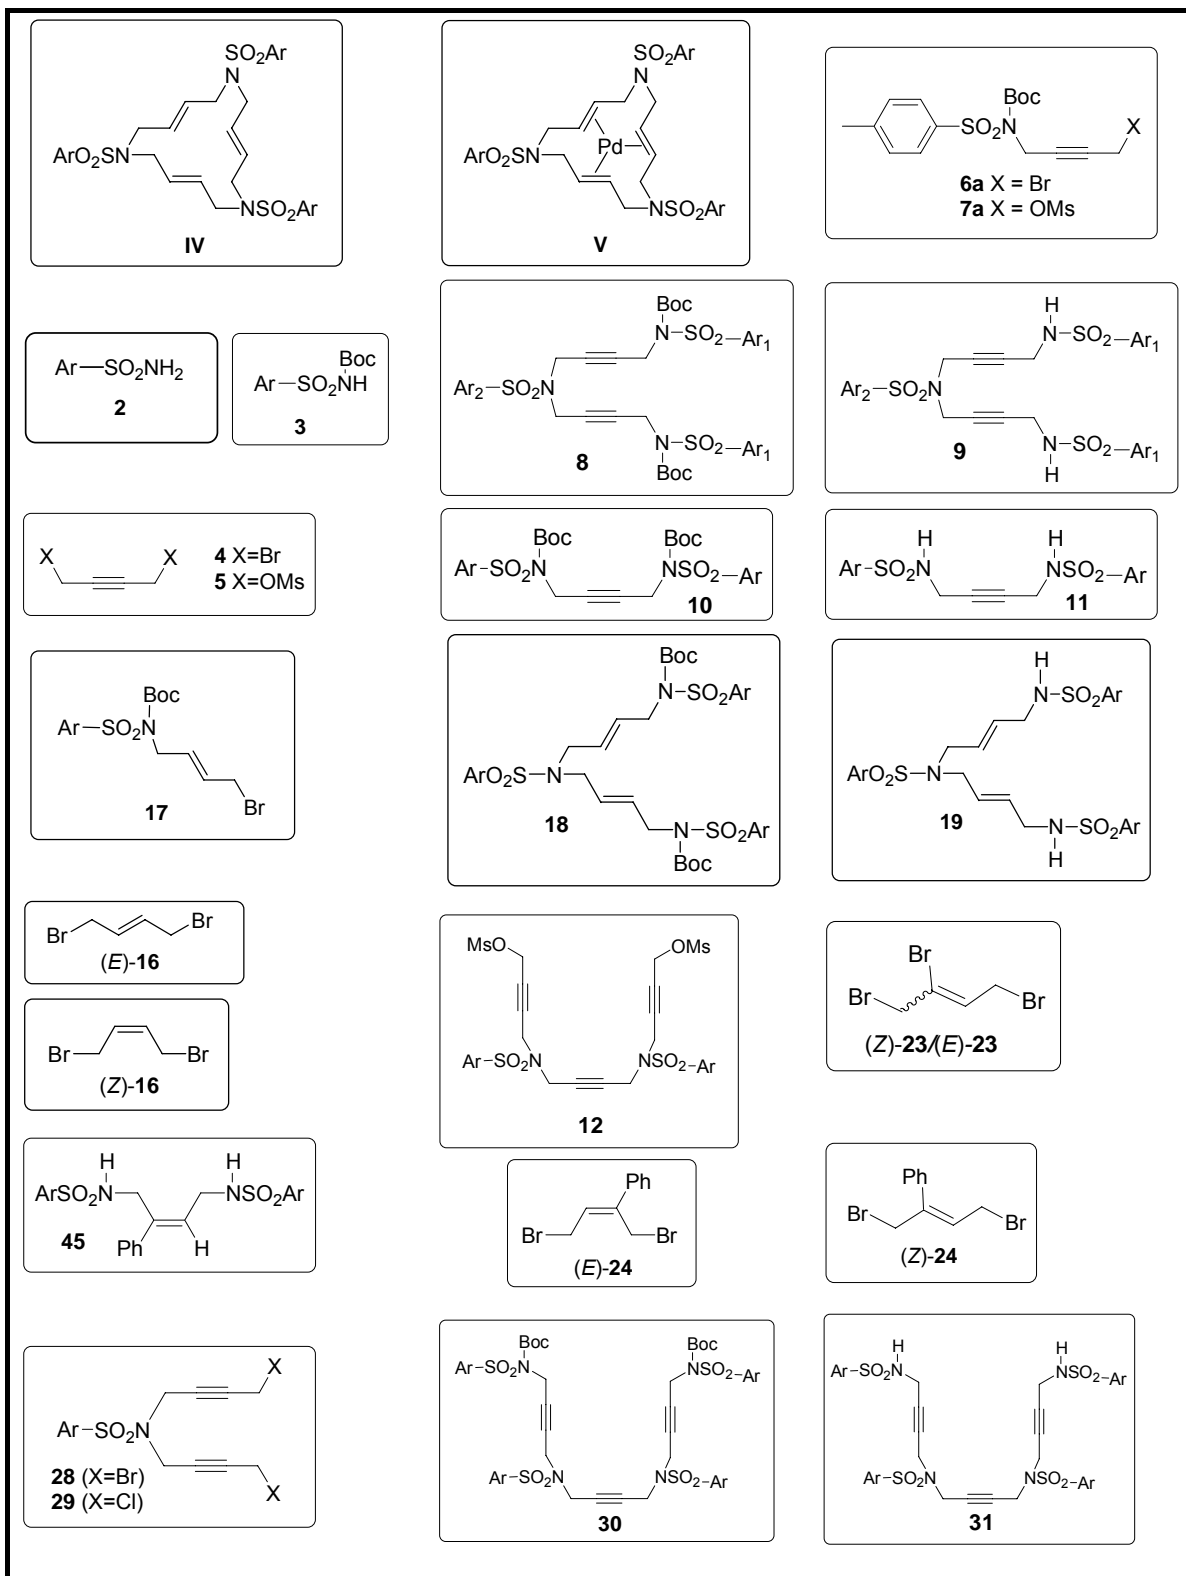 SO2Ar
N
ArO2SN
NSO2Ar
IV
SO2Ar
N
Pd
ArO2SN
NSO2Ar
V
Boc
SO2N
X
6a X = Br
7a X = OMs
Ar SO2NH2
2
Boc
Ar SO2NH
3
Boc
N SO2 Ar1
Ar2 SO2N
N SO2 Ar1
Boc
8
H
N SO2 Ar1
Ar2 SO2N
N SO2 Ar1
H
9
X X
4 X=Br
5 X=OMs
Boc Boc
Ar SO2N NSO2 Ar
10
H H
Ar SO2N NSO2 Ar
11
Boc
Ar SO2N
Br
17
Boc
N SO2Ar
ArO2S N
N SO2Ar
Boc
18
H
N SO2Ar
ArO2S N
N SO2Ar
H
19
Br Br
(E)-16
Br Br
(Z)-16
MsO OMs
Ar SO2N NSO2 Ar
12
Br
Br Br
(Z)-23/(E)-23
H H
ArSO2N NSO2Ar
Ph H
45
Ph
Br Br
(E)-24
Ph
Br Br
(Z)-24
X
Ar SO2N
X
28 (X=Br)
29 (X=Cl)
Boc Boc
Ar SO2N NSO2 Ar
Ar SO2N NSO2 Ar
30
H H
Ar SO2N NSO2 Ar
Ar SO2N NSO2 Ar
31